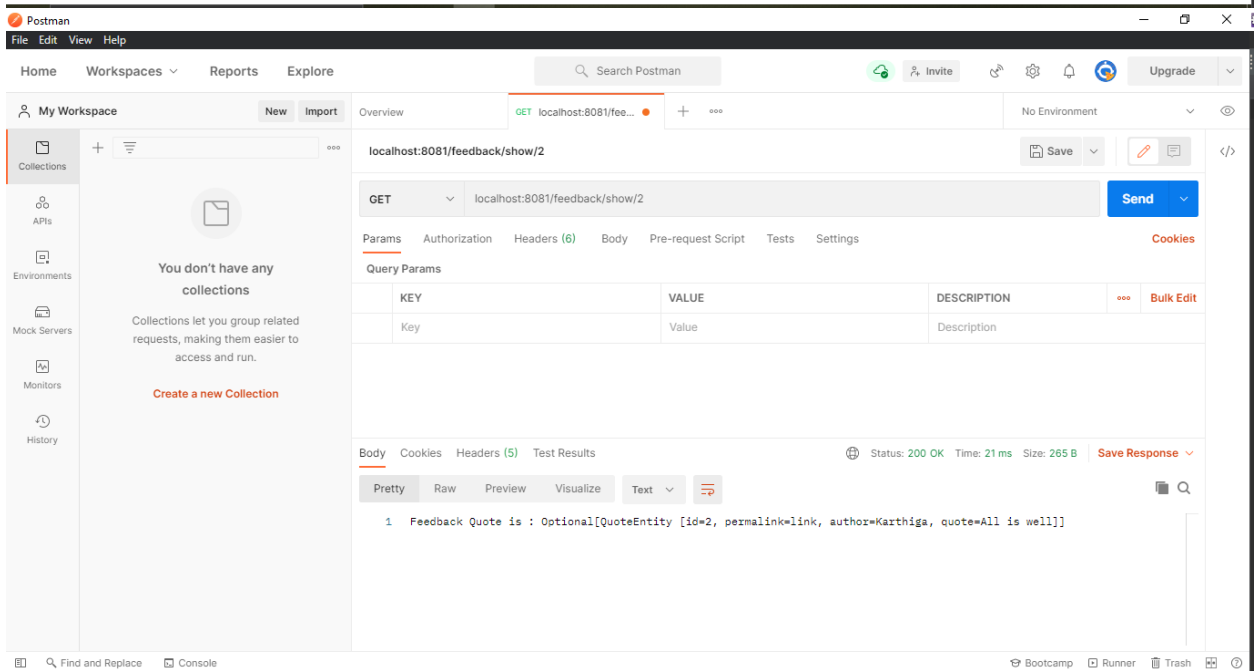 Postman
File Edit View Help
Home Workspaces Reports Explore Search Postman Invite Upgrade
My Workspace New Import Overview GET localhost:8081/fee... No Environment
Collections
APIs
Environments
Mock Servers
Monitors
History
You don't have any
collections
Collections let you group related
requests, making them easier to
access and run.
Create a new Collection
localhost:8081/feedback/show/2 Save
GET localhost:8081/feedback/show/2 Send
Params Authorization Headers (6) Body Pre-request Script Tests Settings Cookies
Query Params
KEY VALUE DESCRIPTION Bulk Edit
Key Value Description
Body Cookies Headers (5) Test Results Status: 200 OK Time: 21 ms Size: 265 B Save Response
Pretty Raw Preview Visualize Text
1 Feedback Quote is : Optional[QuoteEntity [id=2, permalink=link, author=Karthiga, quote=All is well]]
Find and Replace Console Bootcamp Runner Trash